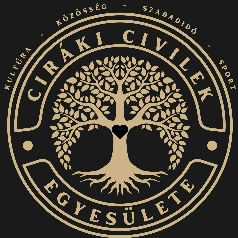 KULTÚRA - KÖZÖSSÉG - SZABADIDŐ - SPORT
CIRÁKI CIVILEK
EGYESÜLETE